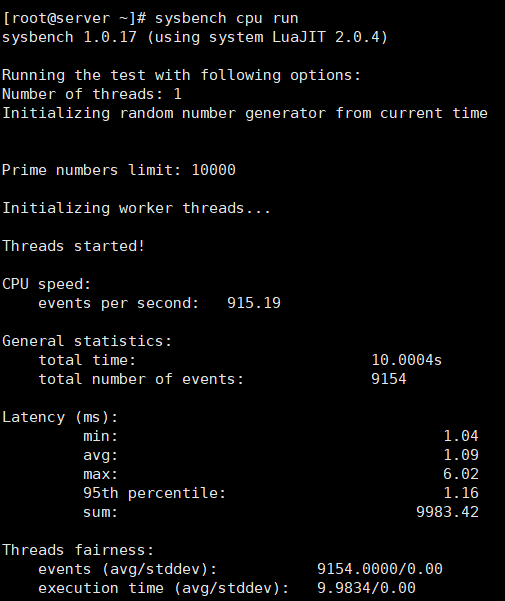 [root@server ~]# sysbench cpu run
sysbench 1.0.17 (using system LuaJIT 2.0.4)
Running the test with following options:
Number of threads: 1
Initializing random number generator from current time
Prime numbers limit: 10000
Initializing worker threads...
Threads started!
CPU speed:
events per second: 915.19
General statistics:
total time: 10.0004s
total number of events: 9154
Latency (ms):
min: 1.04
avg: 1.09
max: 6.02
95th percentile: 1.16
sum: 9983.42
Threads fairness:
events (avg/stddev): 9154.0000/0.00
execution time (avg/stddev): 9.9834/0.00